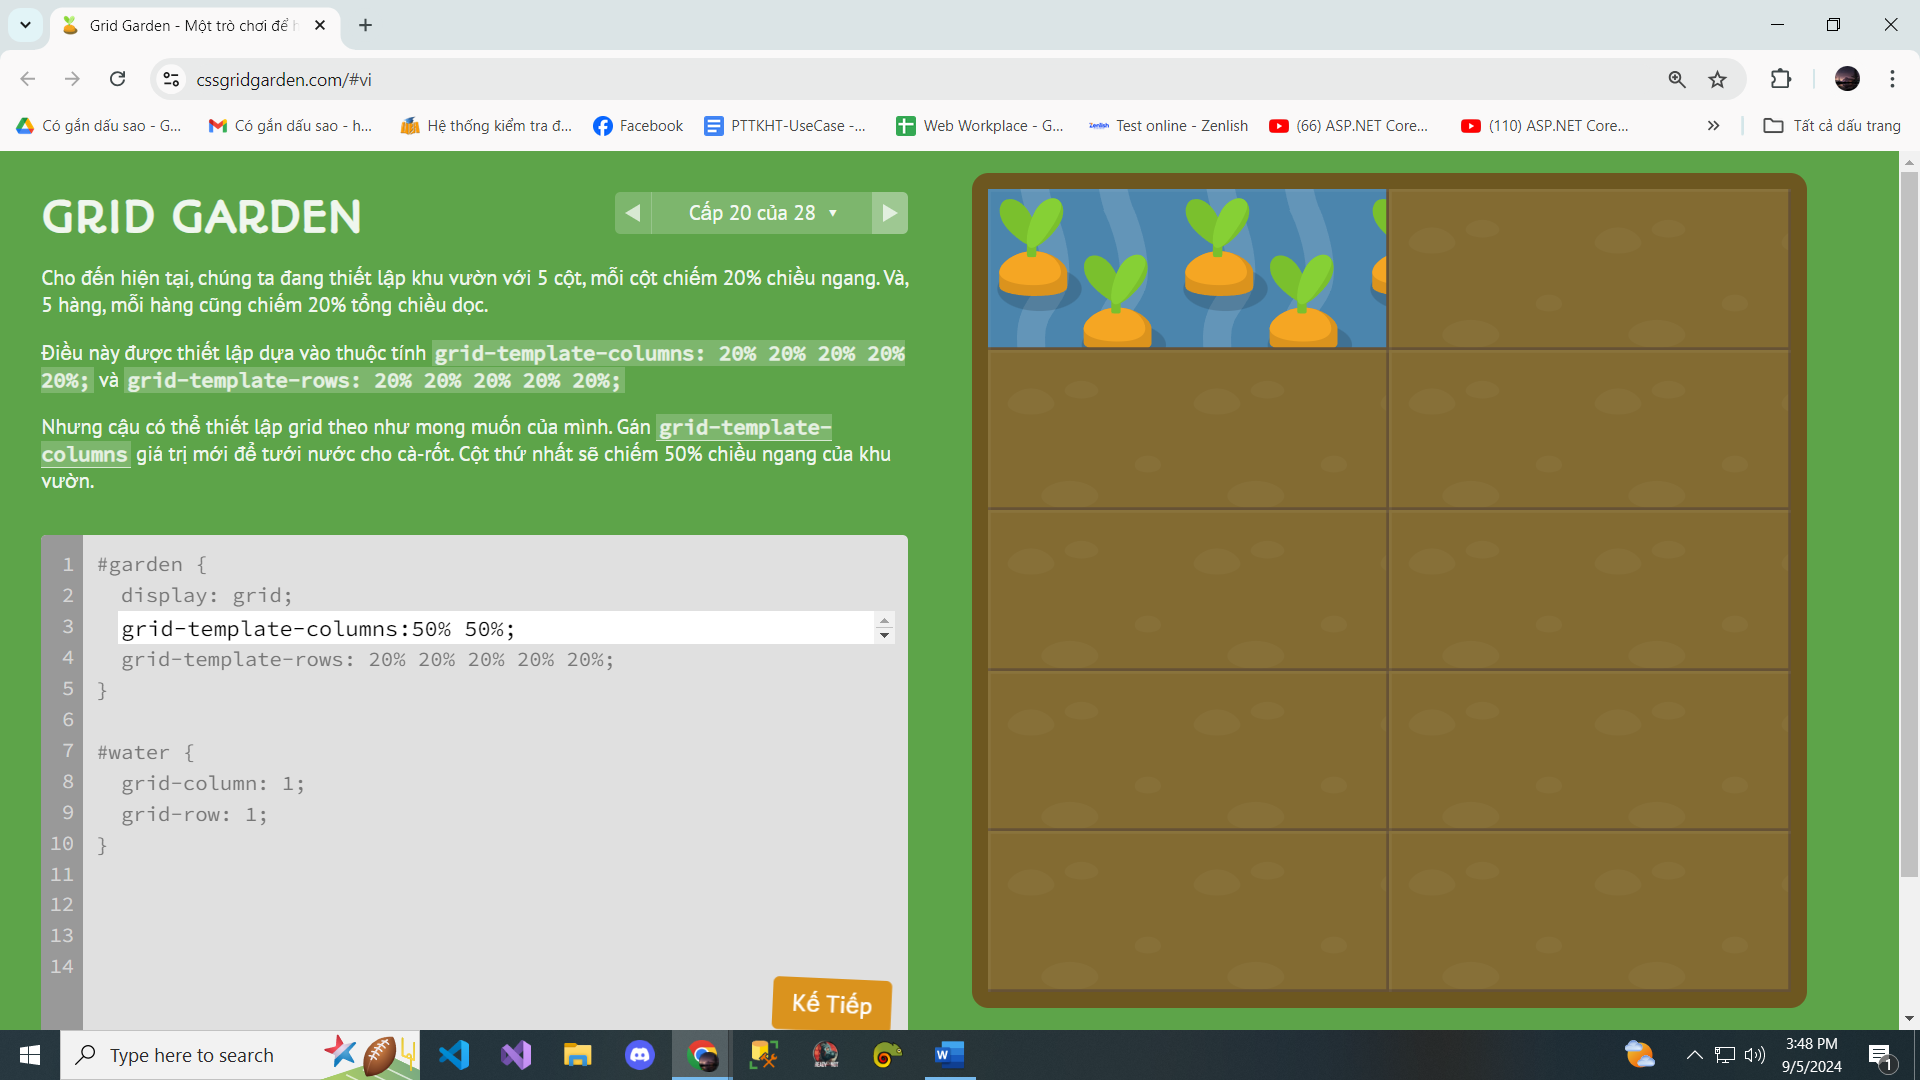 Grid Garden - Một trò chơi để h
cssgridgarden.com/#vi
Có gắn dấu sao - G...
Có gắn dấu sao - h...
Hệ thống kiểm tra đ...
Facebook
PTTKHT-UseCase -...
Web Workplace - G...
Zenlish
Test online - Zenlish
(66) ASP.NET Core...
(110) ASP.NET Core...
Tất cả dấu trang
GRID GARDEN
Cấp 20 của 28
Cho đến hiện tại, chúng ta đang thiết lập khu vườn với 5 cột, mỗi cột chiếm 20% chiều ngang. Và,
5 hàng, mỗi hàng cũng chiếm 20% tổng chiều dọc.
Điều này được thiết lập dựa vào thuộc tính grid-template-columns: 20% 20% 20% 20%
20%; và grid-template-rows: 20% 20% 20% 20% 20%;
Nhưng cậu có thể thiết lập grid theo như mong muốn của mình. Gán grid-template-
columns giá trị mới để tưới nước cho cà-rốt. Cột thứ nhất sẽ chiếm 50% chiều ngang của khu
vườn.
1 #garden {
2 display: grid;
3 grid-template-columns:50% 50%;
4 grid-template-rows: 20% 20% 20% 20% 20%;
5 }
6
7 #water {
8 grid-column: 1;
9 grid-row: 1;
10 }
11
12
13
14
Kế Tiếp
Type here to search
READY NOT
W
3:48 PM
9/5/2024
1